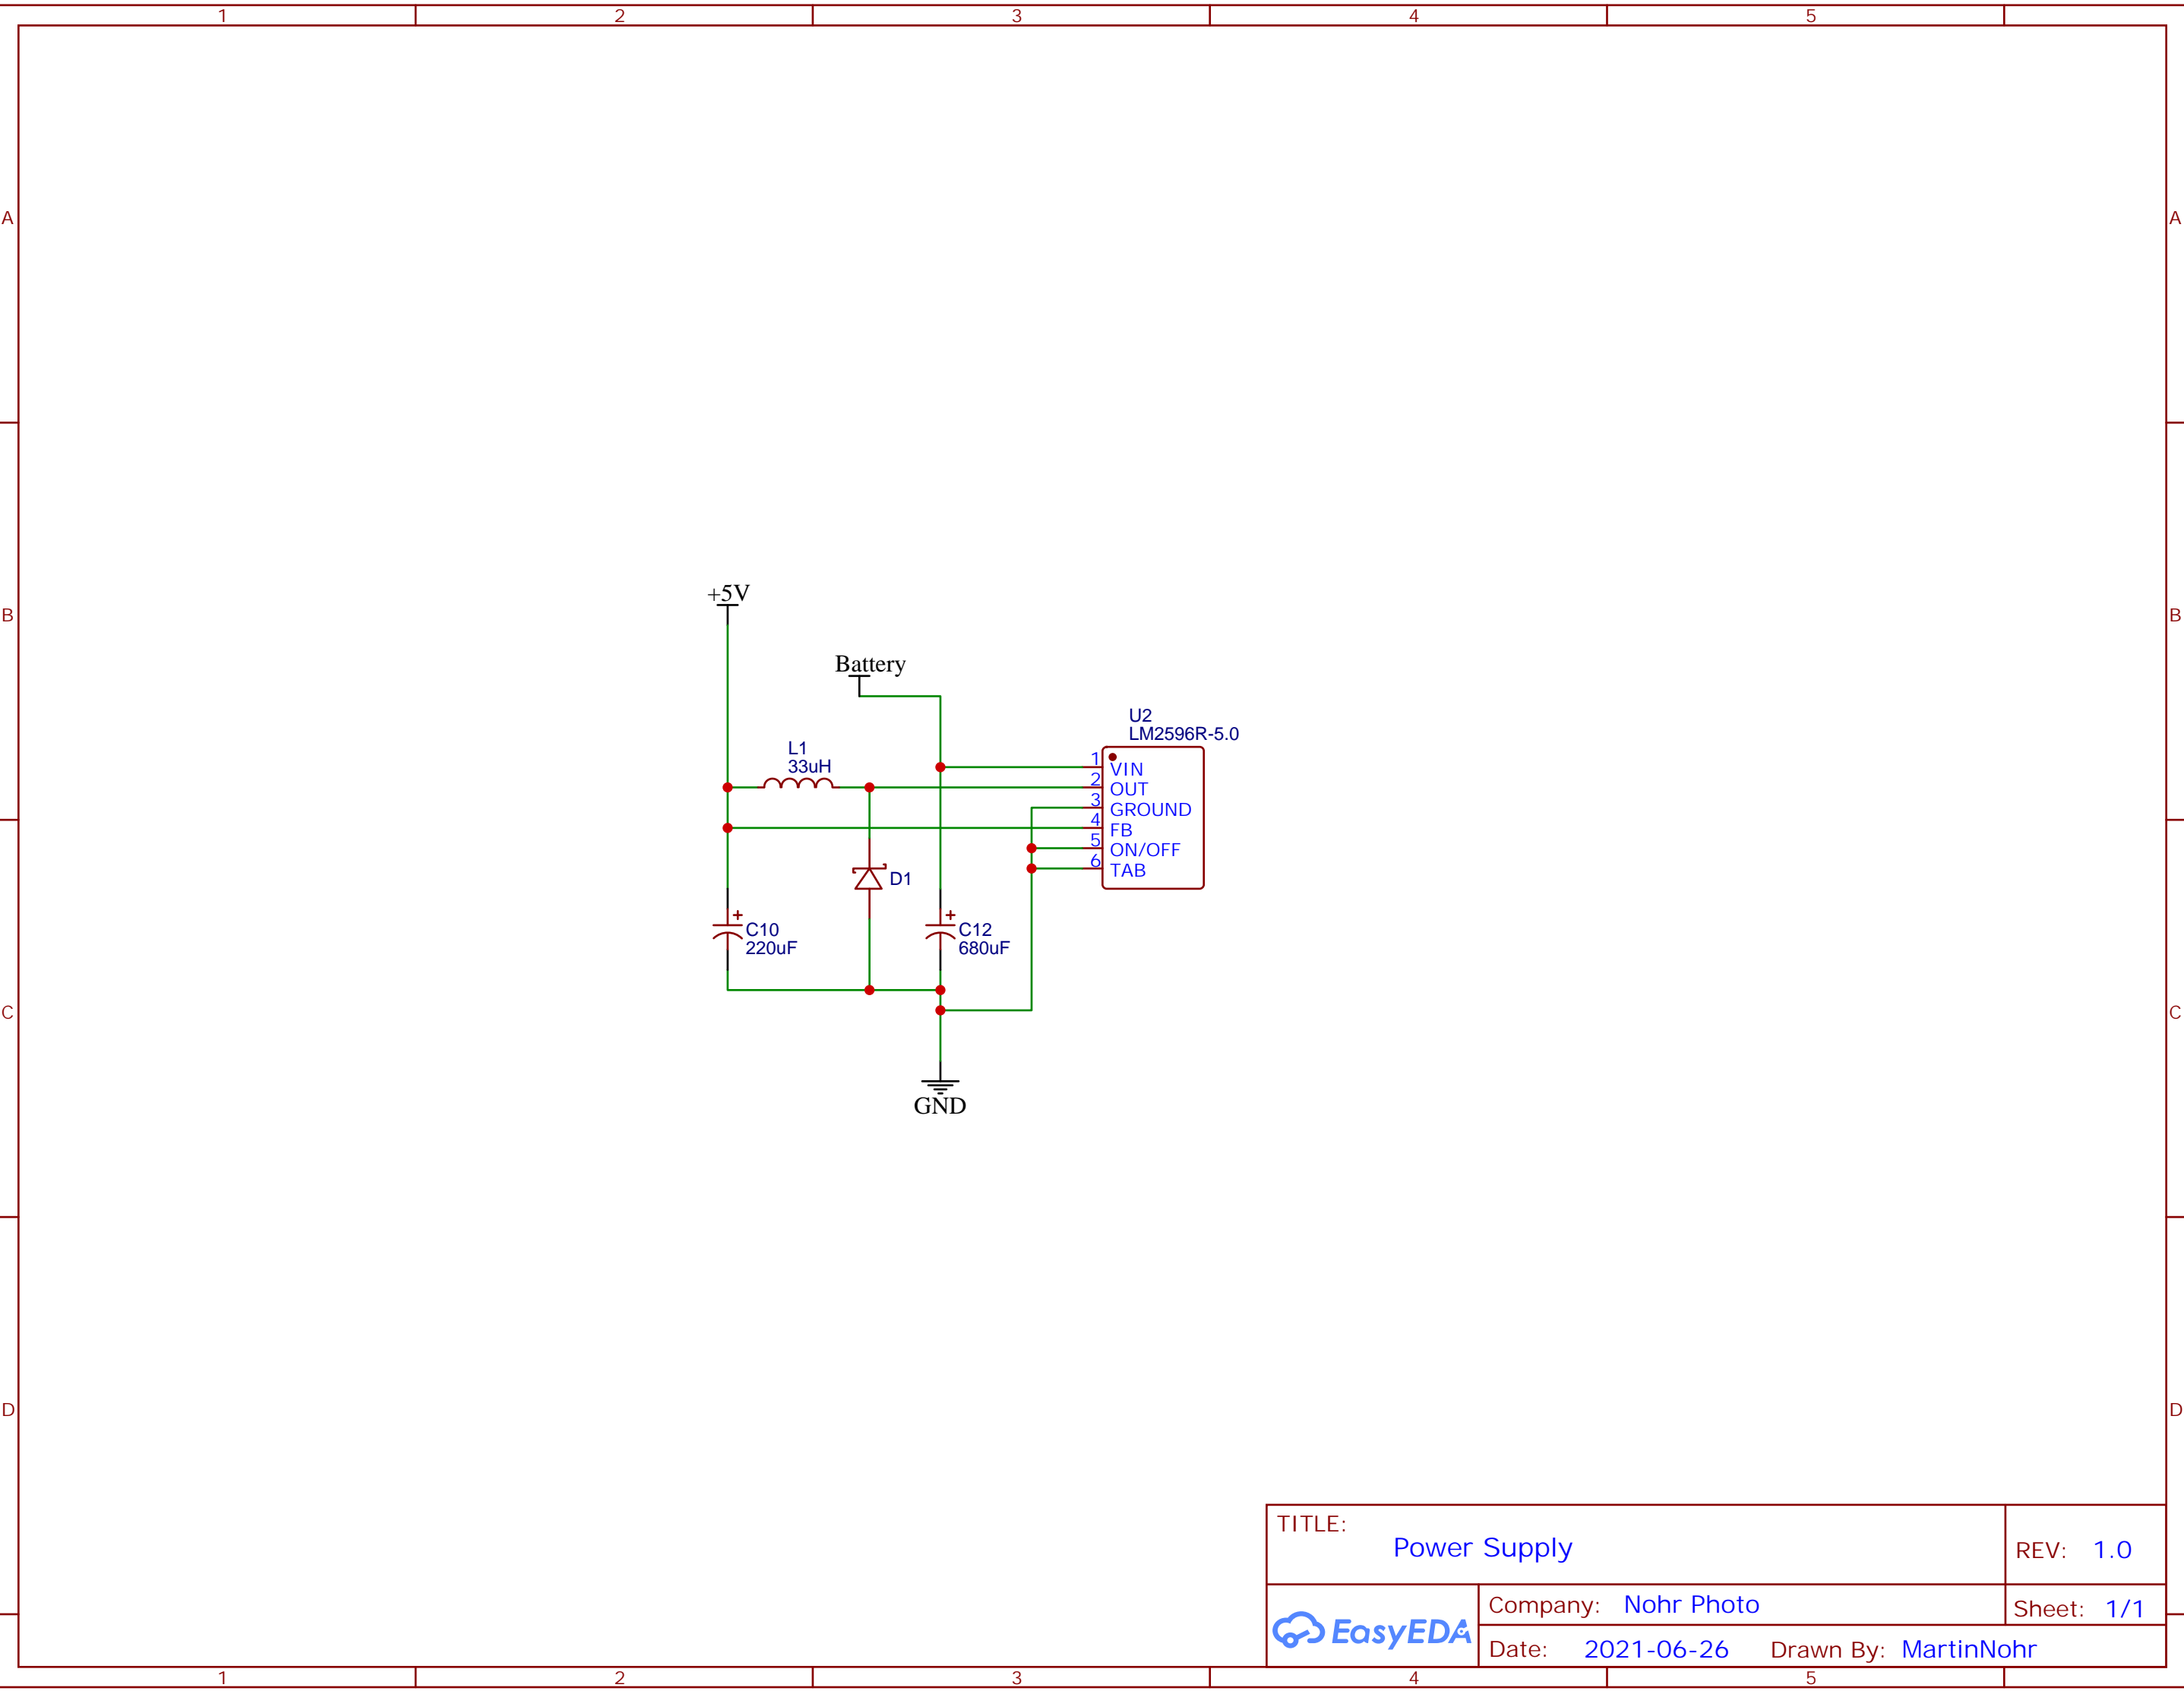 1 2 3 4 5
A A
B B
+5V
Battery
U2
LM2596R-5.0
L1
33uH
1 VIN
2 OUT
3 GROUND
4 FB
5 ON/OFF
6 TAB
D1
+ +
C10 C12
220uF 680uF
C C
GND
D D
TITLE:
Power Supply
REV: 1.0
EasyEDA
Company: Nohr Photo
Sheet: 1/1
Date: 2021-06-26 Drawn By: MartinNohr
1 2 3 4 5